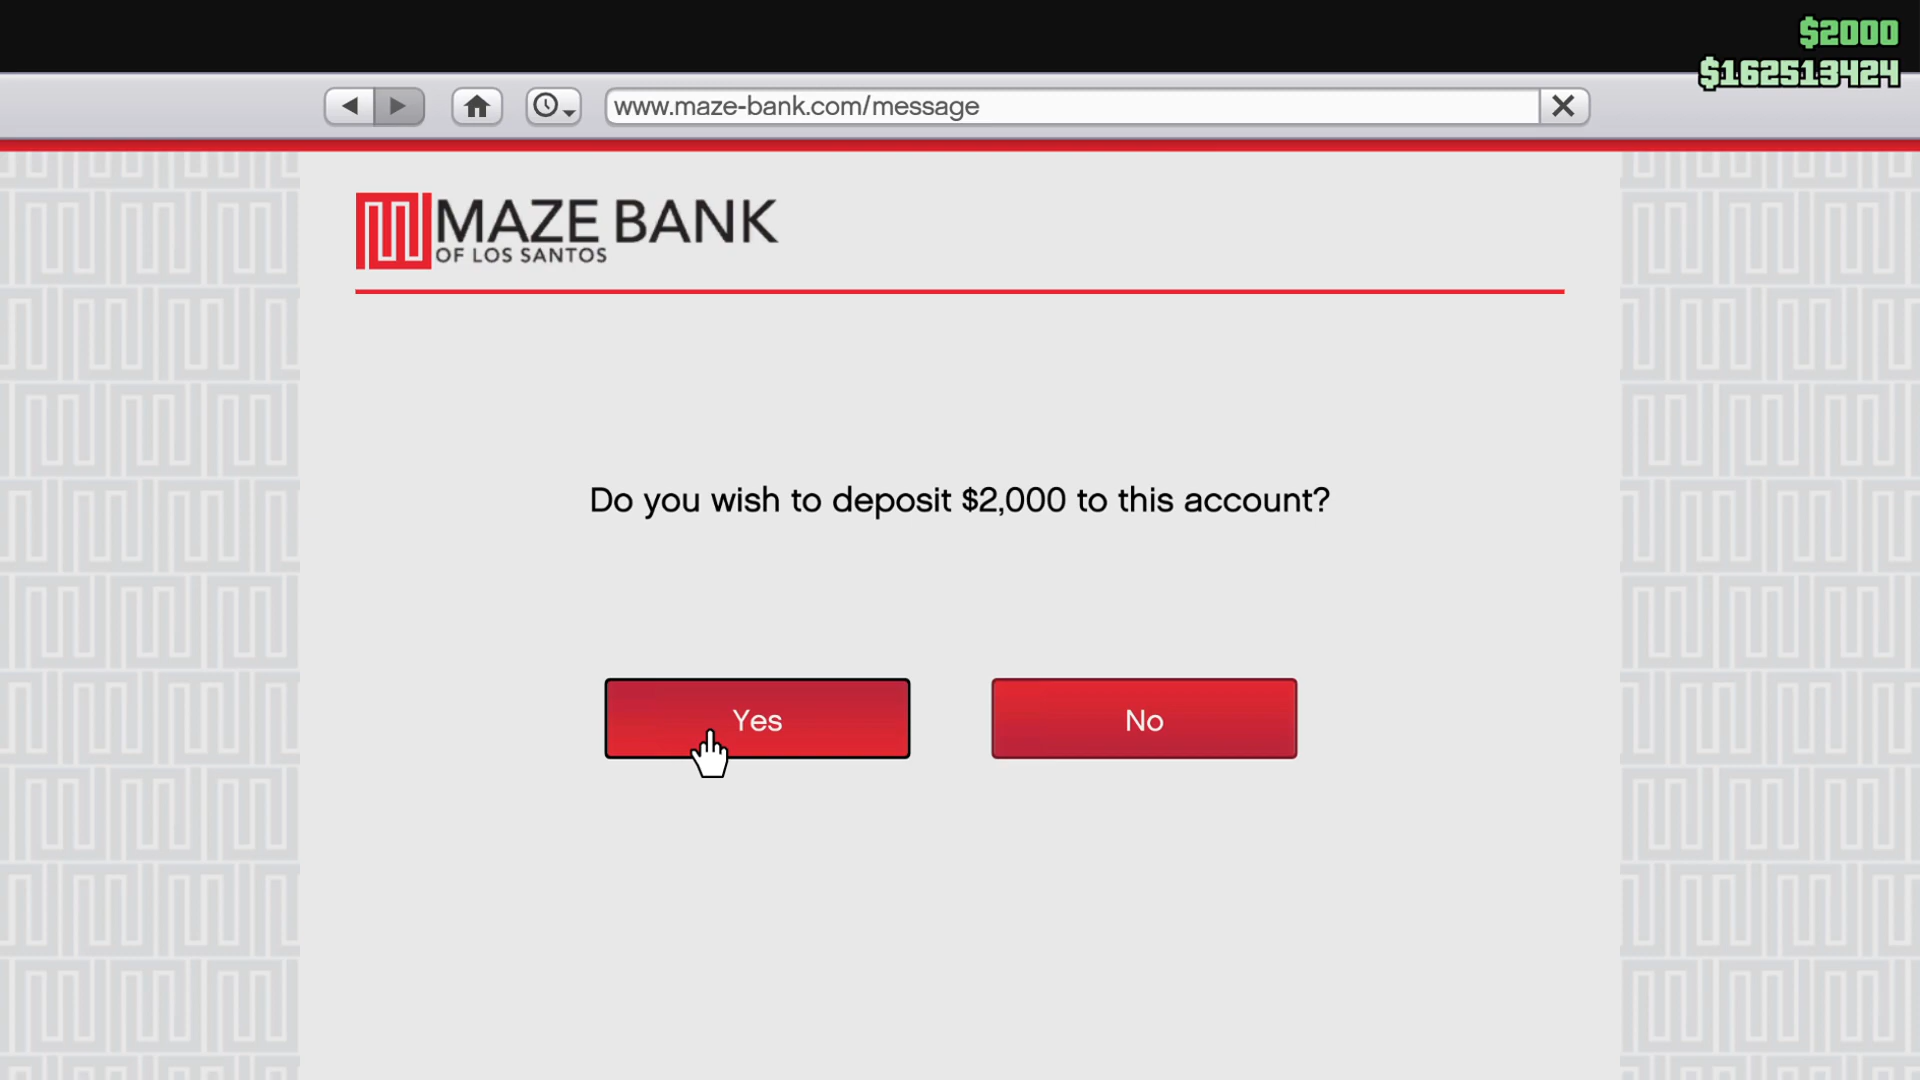 $2000
$162513424
www.maze-bank.com/message
MAZE BANK
OF LOS SANTOS
Do you wish to deposit $2,000 to this account?
Yes
No